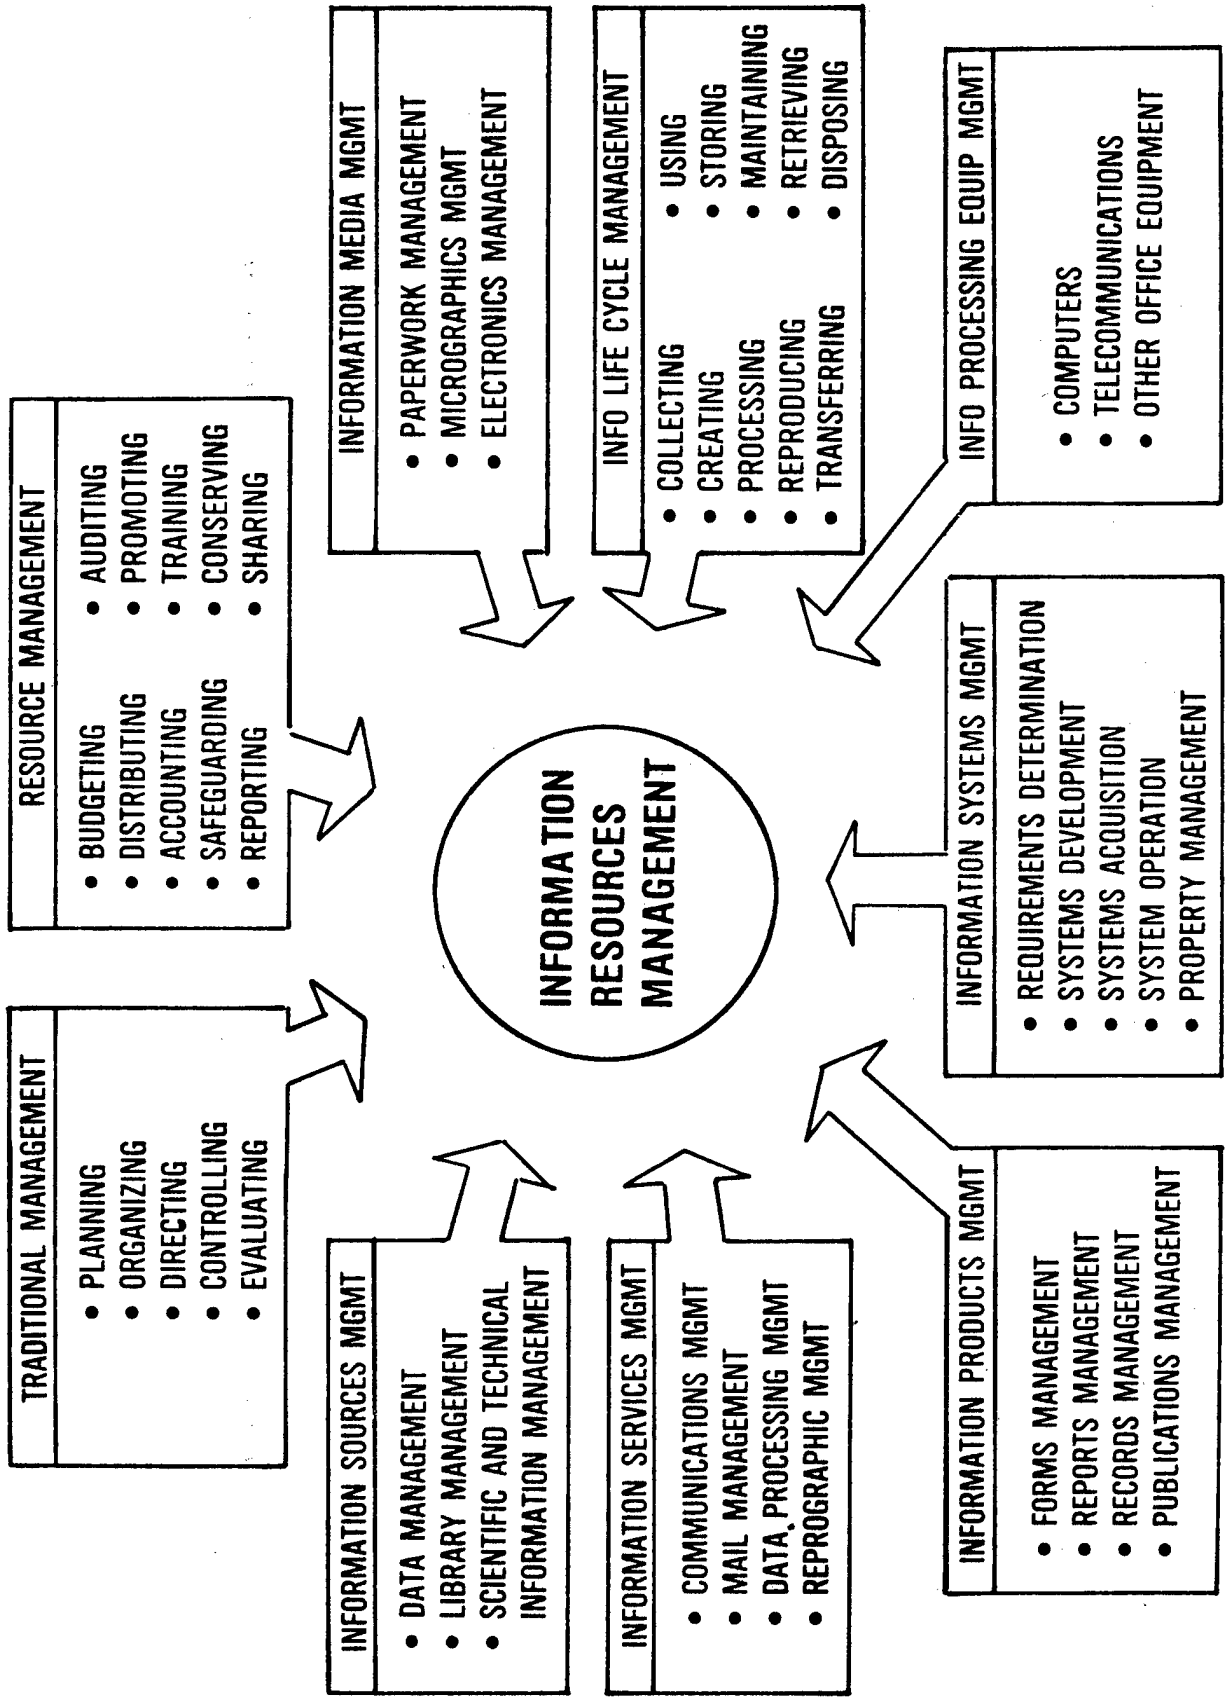 TRADITIONAL MANAGEMENT
• PLANNING
• ORGANIZING
• DIRECTING
• CONTROLLING
• EVALUATING
RESOURCE MANAGEMENT
• BUDGETING
• DISTRIBUTING
• ACCOUNTING
• SAFEGUARDING
• REPORTING
• AUDITING
• PROMOTING
• TRAINING
• CONSERVING
• SHARING
INFORMATION SOURCES MGMT
• DATA MANAGEMENT
• LIBRARY MANAGEMENT
• SCIENTIFIC AND TECHNICAL
INFORMATION MANAGEMENT
INFORMATION MEDIA MGMT
• PAPERWORK MANAGEMENT
• MICROGRAPHICS MGMT
• ELECTRONICS MANAGEMENT
INFORMATION
RESOURCES
MANAGEMENT
INFORMATION SERVICES MGMT
• COMMUNICATIONS MGMT
• MAIL MANAGEMENT
• DATA PROCESSING MGMT
• REPROGRAPHIC MGMT
INFO LIFE CYCLE MANAGEMENT
• COLLECTING
• CREATING
• PROCESSING
• REPRODUCING
• TRANSFERRING
• USING
• STORING
• MAINTAINING
• RETRIEVING
• DISPOSING
INFORMATION PRODUCTS MGMT
• FORMS MANAGEMENT
• REPORTS MANAGEMENT
• RECORDS MANAGEMENT
• PUBLICATIONS MANAGEMENT
INFORMATION SYSTEMS MGMT
• REQUIREMENTS DETERMINATION
• SYSTEMS DEVELOPMENT
• SYSTEMS ACQUISITION
• SYSTEM OPERATION
• PROPERTY MANAGEMENT
INFO PROCESSING EQUIP MGMT
• COMPUTERS
• TELECOMMUNICATIONS
• OTHER OFFICE EQUIPMENT